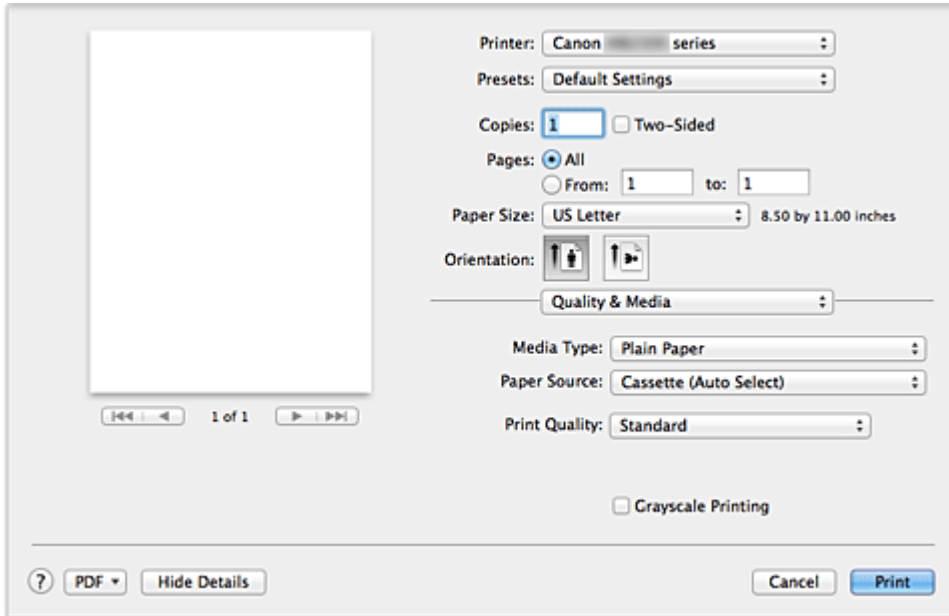 Printer: Canon series
Presets: Default Settings
Copies: 1 Two-Sided
Pages: All
From: 1 to: 1
Paper Size: US Letter 8.50 by 11.00 inches
Orientation:
Quality & Media
Media Type: Plain Paper
Paper Source: Cassette (Auto Select)
1 of 1
Print Quality: Standard
Grayscale Printing
? PDF Hide Details Cancel Print